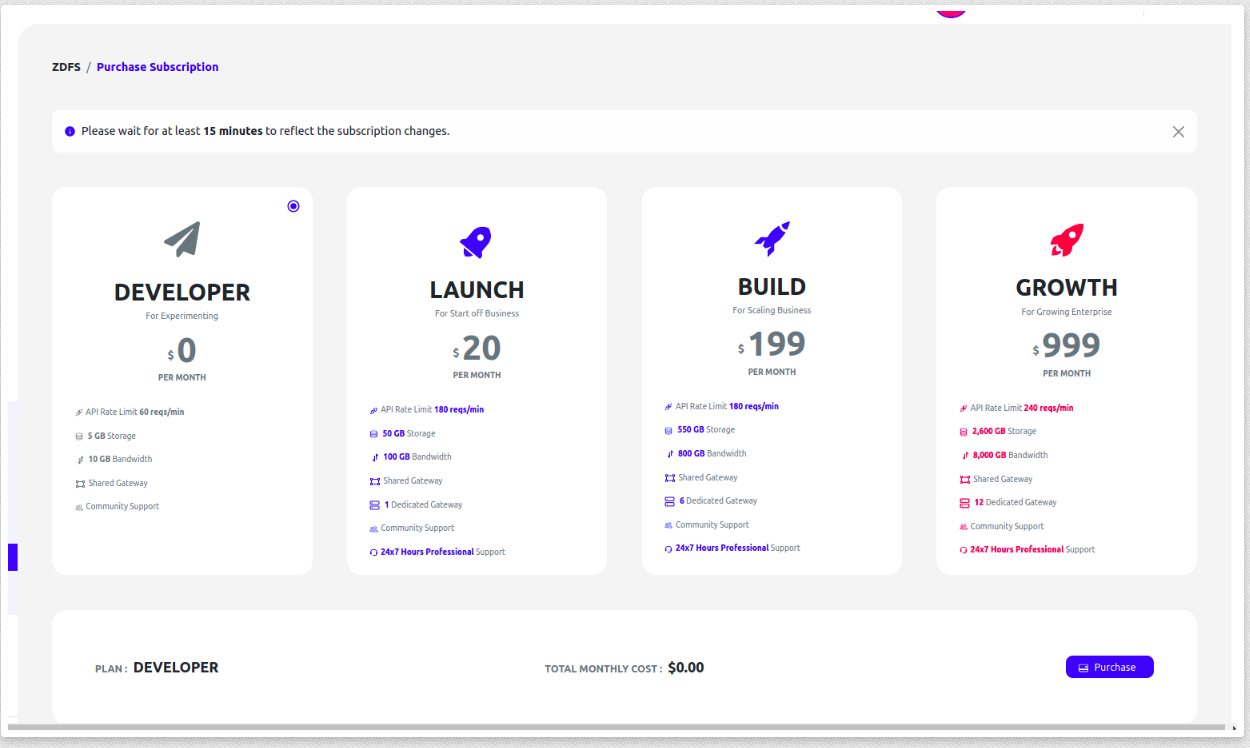 ZDFS / Purchase Subscription
Please wait for at least 15 minutes to reflect the subscription changes.
DEVELOPER
For Experimenting
$0
PER MONTH
API Rate Limit 60 reqs/min
5 GB Storage
10 GB Bandwidth
Shared Gateway
Community Support
LAUNCH
For Start off Business
$20
PER MONTH
API Rate Limit 180 reqs/min
50 GB Storage
100 GB Bandwidth
Shared Gateway
1 Dedicated Gateway
Community Support
24x7 Hours Professional Support
BUILD
For Scaling Business
$199
PER MONTH
API Rate Limit 180 reqs/min
550 GB Storage
800 GB Bandwidth
Shared Gateway
6 Dedicated Gateway
Community Support
24x7 Hours Professional Support
GROWTH
For Growing Enterprise
$999
PER MONTH
API Rate Limit 240 reqs/min
2,600 GB Storage
8,000 GB Bandwidth
Shared Gateway
12 Dedicated Gateway
Community Support
24x7 Hours Professional Support
PLAN : DEVELOPER
TOTAL MONTHLY COST : $0.00
Purchase